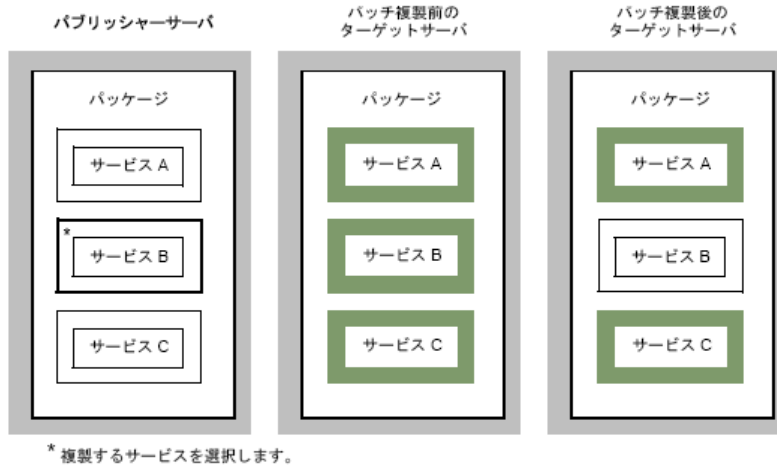 パブリッシャーサーバ
パッチ複製前の
ターゲットサーバ
パッチ複製後の
ターゲットサーバ
パッケージ
サービス A
* サービス B
サービス C
パッケージ
サービス A
サービス B
サービス C
パッケージ
サービス A
サービス B
サービス C
* 複製するサービスを選択します。